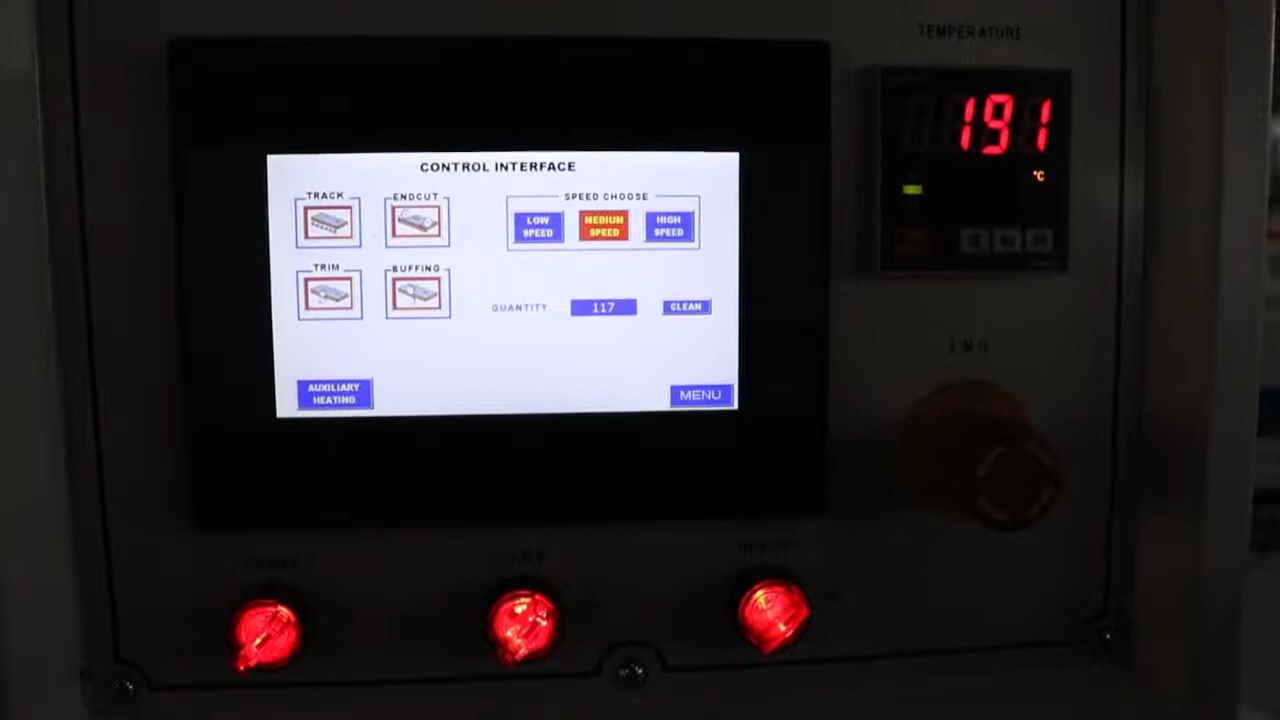 TEMPERATURE
191
°C
CONTROL INTERFACE
TRACK
ENDCUT
SPEED CHOOSE
LOW
SPEED
MEDIUM
SPEED
HIGH
SPEED
TRIM
BUFFING
QUANTITY
117
CLEAN
AUXILIARY
HEATING
MENU